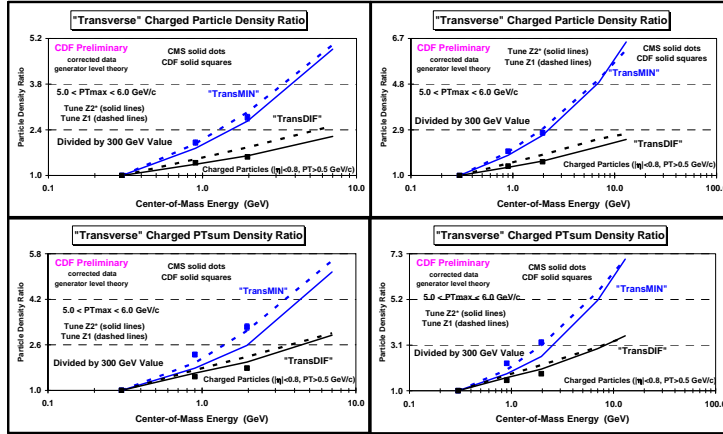 "Transverse" Charged Particle Density Ratio
5.2
3.8
2.4
1.0
Particle Density Ratio
CDF Preliminary
corrected data
generator level theory
CMS solid dots
CDF solid squares
5.0 < PTmax < 6.0 GeV/c
"TransMIN"
Tune Z2* (solid lines)
Tune Z1 (dashed lines)
"TransDIF"
Divided by 300 GeV Value
Charged Particles (|η|<0.8, PT>0.5 GeV/c)
0.1
1.0
10.0
Center-of-Mass Energy (GeV)
"Transverse" Charged Particle Density Ratio
6.7
4.8
2.9
1.0
Particle Density Ratio
CDF Preliminary
corrected data
generator level theory
Tune Z2* (solid lines)
Tune Z1 (dashed lines)
CMS solid dots
CDF solid squares
"TransMIN"
5.0 < PTmax < 6.0 GeV/c
Divided by 300 GeV Value
"TransDIF"
Charged Particles (|η|<0.8, PT>0.5 GeV/c)
0.1
1.0
10.0
100.0
Center-of-Mass Energy (GeV)
"Transverse" Charged PTsum Density Ratio
5.8
4.2
2.6
1.0
Particle Density Ratio
CDF Preliminary
corrected data
generator level theory
CMS solid dots
CDF solid squares
5.0 < PTmax < 6.0 GeV/c
"TransMIN"
Tune Z2* (solid lines)
Tune Z1 (dashed lines)
Divided by 300 GeV Value
"TransDIF"
Charged Particles (|η|<0.8, PT>0.5 GeV/c)
0.1
1.0
10.0
Center-of-Mass Energy (GeV)
"Transverse" Charged PTsum Density Ratio
7.3
5.2
3.1
1.0
Particle Density Ratio
CDF Preliminary
corrected data
generator level theory
CMS solid dots
CDF solid squares
5.0 < PTmax < 6.0 GeV/c
"TransMIN"
Tune Z2* (solid lines)
Tune Z1 (dashed lines)
Divided by 300 GeV Value
"TransDIF"
Charged Particles (|η|<0.8, PT>0.5 GeV/c)
0.1
1.0
10.0
100.0
Center-of-Mass Energy (GeV)